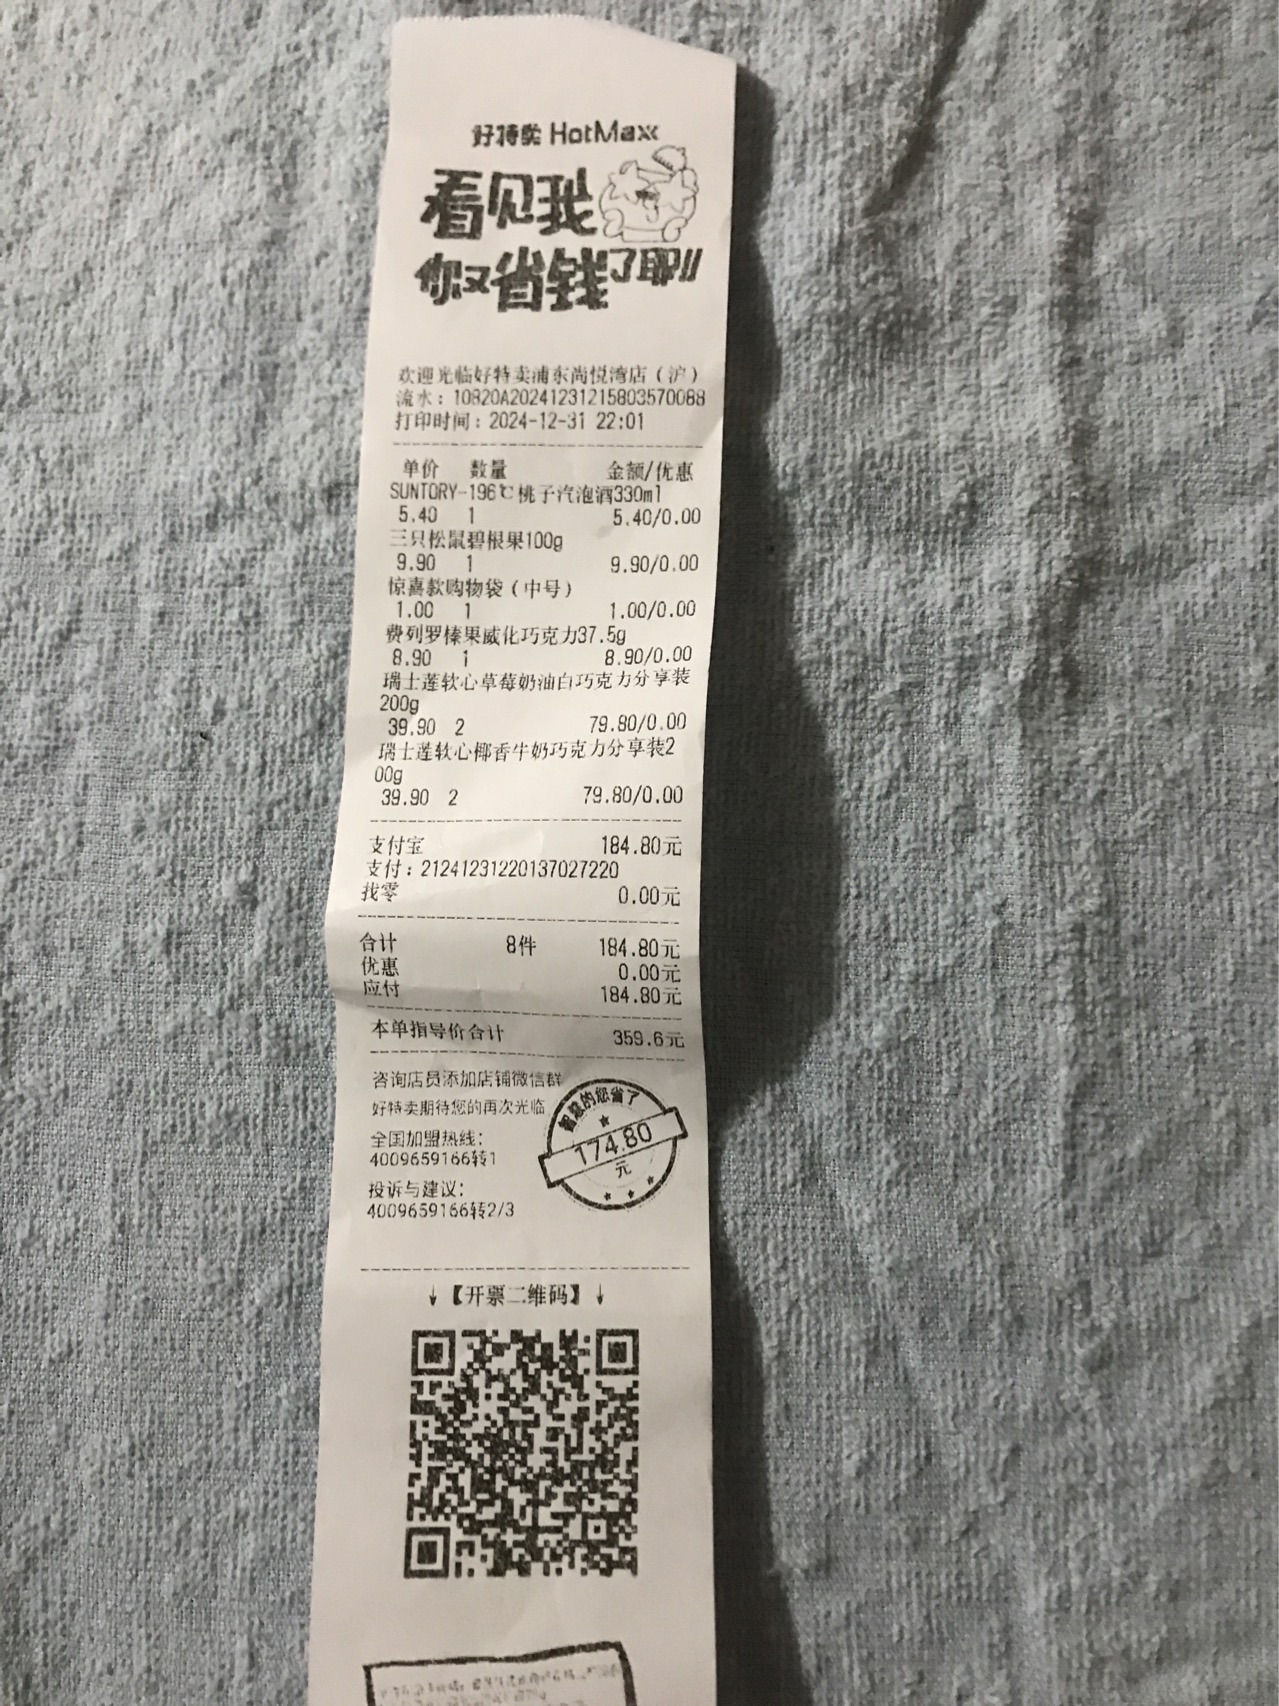 好特卖 HotMaxx
看见我
你又省钱了耶!!
欢迎光临好特卖浦东尚悦湾店（沪）
流水：10820A20241231215803570088
打印时间：2024-12-31 22:01
单价 数量 金额/优惠
SUNTORY-196℃桃子汽泡酒330ml
5.40 1 5.40/0.00
三只松鼠碧根果100g
9.90 1 9.90/0.00
惊喜款购物袋（中号）
1.00 1 1.00/0.00
费列罗榛果威化巧克力37.5g
8.90 1 8.90/0.00
瑞士莲软心草莓奶油白巧克力分享装
200g
39.90 2 79.80/0.00
瑞士莲软心椰香牛奶巧克力分享装2
00g
39.90 2 79.80/0.00
支付宝 184.80元
支付：21241231220137027220
找零 0.00元
合计 8件 184.80元
优惠 0.00元
应付 184.80元
本单指导价合计 359.6元
咨询店员添加店铺微信群
好特卖期待您的再次光临
全国加盟热线：
4009659166转1
投诉与建议：
4009659166转2/3
智慧的您省了
174.80
元
↓【开票二维码】↓